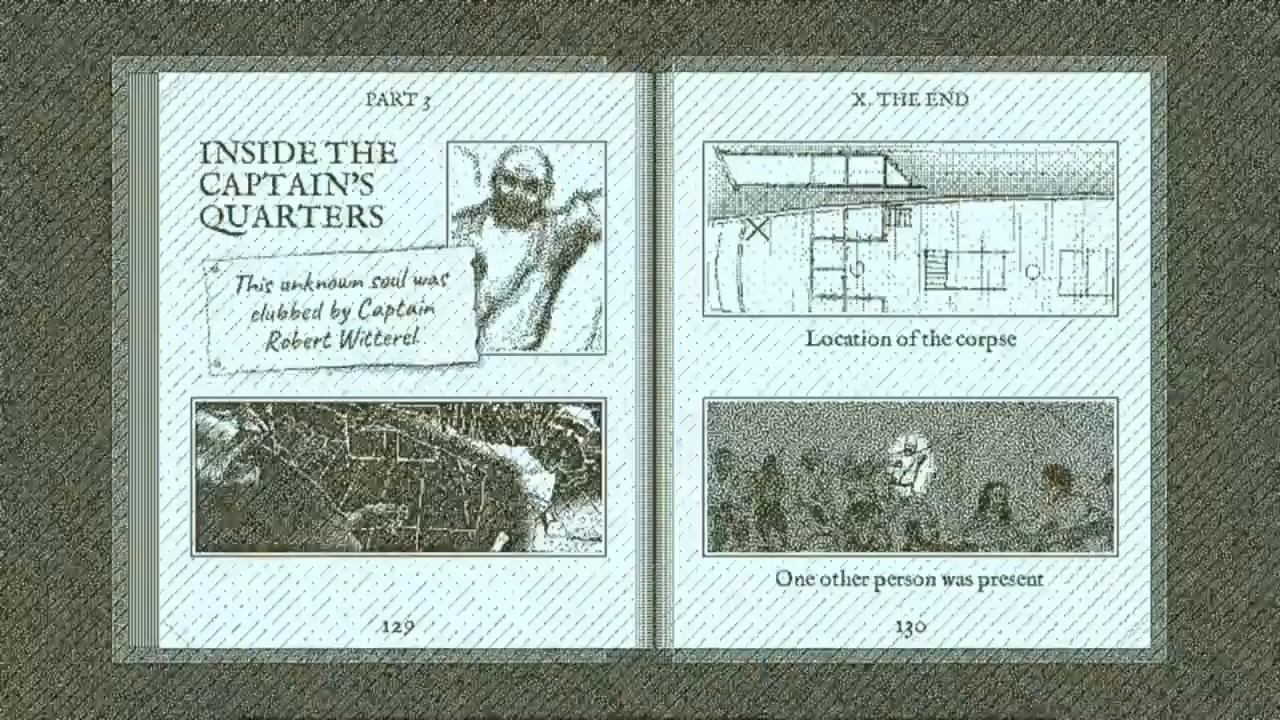 PART 3
INSIDE THE
CAPTAIN'S
QUARTERS
This unknown soul was
clubbed by Captain
Robert Witterel.
129
X. THE END
Location of the corpse
One other person was present
130